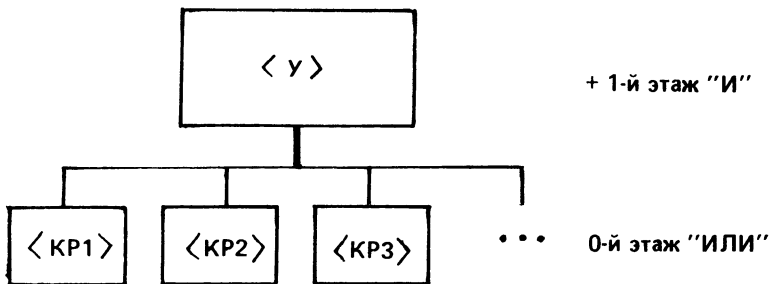 < У >
+ 1-й этаж "И"
<КР1> <КР2> <КР3> ... 0-й этаж "ИЛИ"